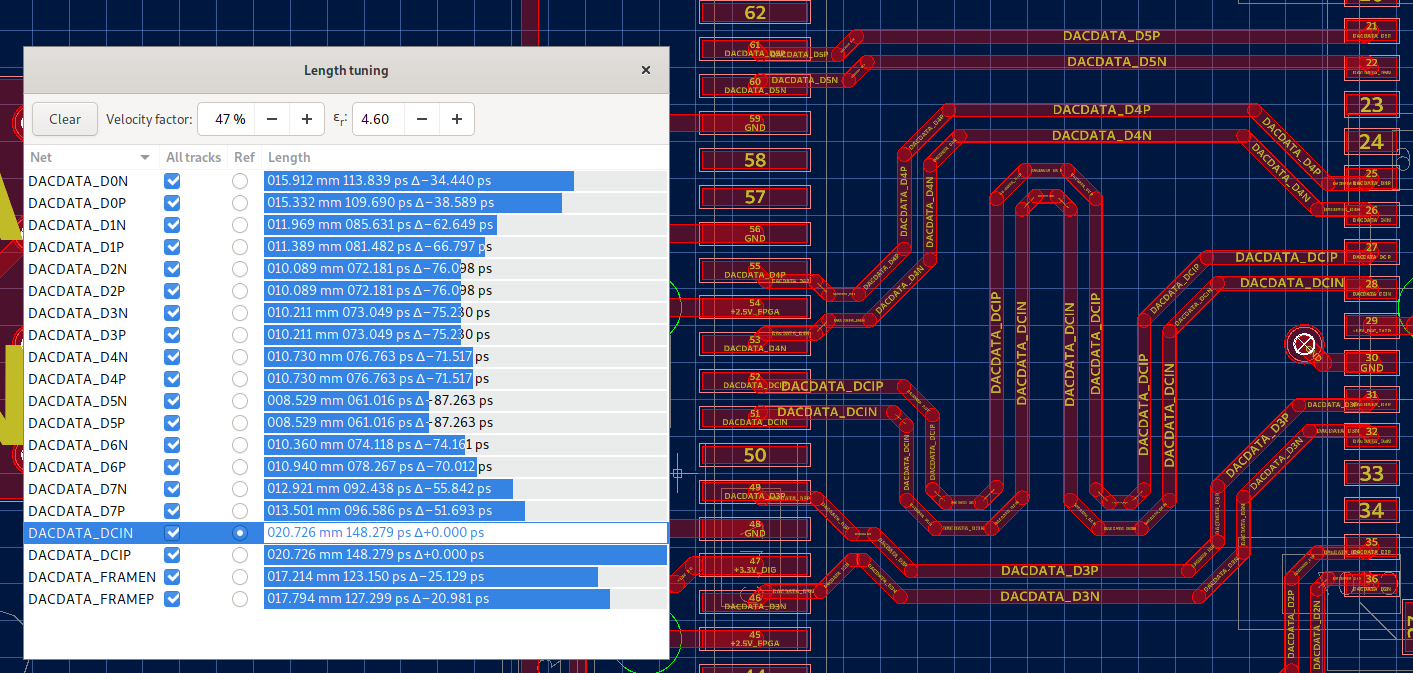 Length tuning
Clear Velocity factor: 47 % εr: 4.60
Net All tracks Ref Length
DACDATA_D0N 015.912 mm 113.839 ps Δ−34.440 ps
DACDATA_D0P 015.332 mm 109.690 ps Δ−38.589 ps
DACDATA_D1N 011.969 mm 085.631 ps Δ−62.649 ps
DACDATA_D1P 011.389 mm 081.482 ps Δ−66.797 ps
DACDATA_D2N 010.089 mm 072.181 ps Δ−76.098 ps
DACDATA_D2P 010.089 mm 072.181 ps Δ−76.098 ps
DACDATA_D3N 010.211 mm 073.049 ps Δ−75.230 ps
DACDATA_D3P 010.211 mm 073.049 ps Δ−75.230 ps
DACDATA_D4N 010.730 mm 076.763 ps Δ−71.517 ps
DACDATA_D4P 010.730 mm 076.763 ps Δ−71.517 ps
DACDATA_D5N 008.529 mm 061.016 ps Δ−87.263 ps
DACDATA_D5P 008.529 mm 061.016 ps Δ−87.263 ps
DACDATA_D6N 010.360 mm 074.118 ps Δ−74.161 ps
DACDATA_D6P 010.940 mm 078.267 ps Δ−70.012 ps
DACDATA_D7N 012.921 mm 092.438 ps Δ−55.842 ps
DACDATA_D7P 013.501 mm 096.586 ps Δ−51.693 ps
DACDATA_DCIN 020.726 mm 148.279 ps Δ+0.000 ps
DACDATA_DCIP 020.726 mm 148.279 ps Δ+0.000 ps
DACDATA_FRAMEN 017.214 mm 123.150 ps Δ−25.129 ps
DACDATA_FRAMEP 017.794 mm 127.299 ps Δ−20.981 ps
62
61
DACDATA_D5P
60
DACDATA_D5N
59
GND
58
57
56
GND
55
DACDATA_D4P
54
+2.5V_FPGA
53
DACDATA_D4N
52
DACDATA_DCIP
51
DACDATA_DCIN
50
49
DACDATA_D3P
48
GND
47
+3.3V_DIG
46
DACDATA_D3N
45
+2.5V_FPGA
DACDATA_D5P
DACDATA_D5N
DACDATA_D5P
DACDATA_D5N
DACDATA_D4P
DACDATA_D4N
DACDATA_D4P
DACDATA_D4N
DACDATA_D4P
DACDATA_D4N
DACDATA_D4P
DACDATA_D4N
DACDATA_D4P
DACDATA_DCIP
DACDATA_DCIN
DACDATA_DCIN
DACDATA_DCIP
DACDATA_DCIP
DACDATA_DCIN
DACDATA_DCIN
DACDATA_DCIP
DACDATA_DCIP
DACDATA_DCIN
DACDATA_DCIP
DACDATA_DCIN
DACDATA_DCIP
DACDATA_DCIN
DACDATA_D3P
DACDATA_D3N
DACDATA_D3P
DACDATA_D3N
DACDATA_D3P
DACDATA_D3N
DACDATA_D2P
DACDATA_D2N
21
22
23
24
25
26
27
28
29
30
GND
31
32
33
34
35
36